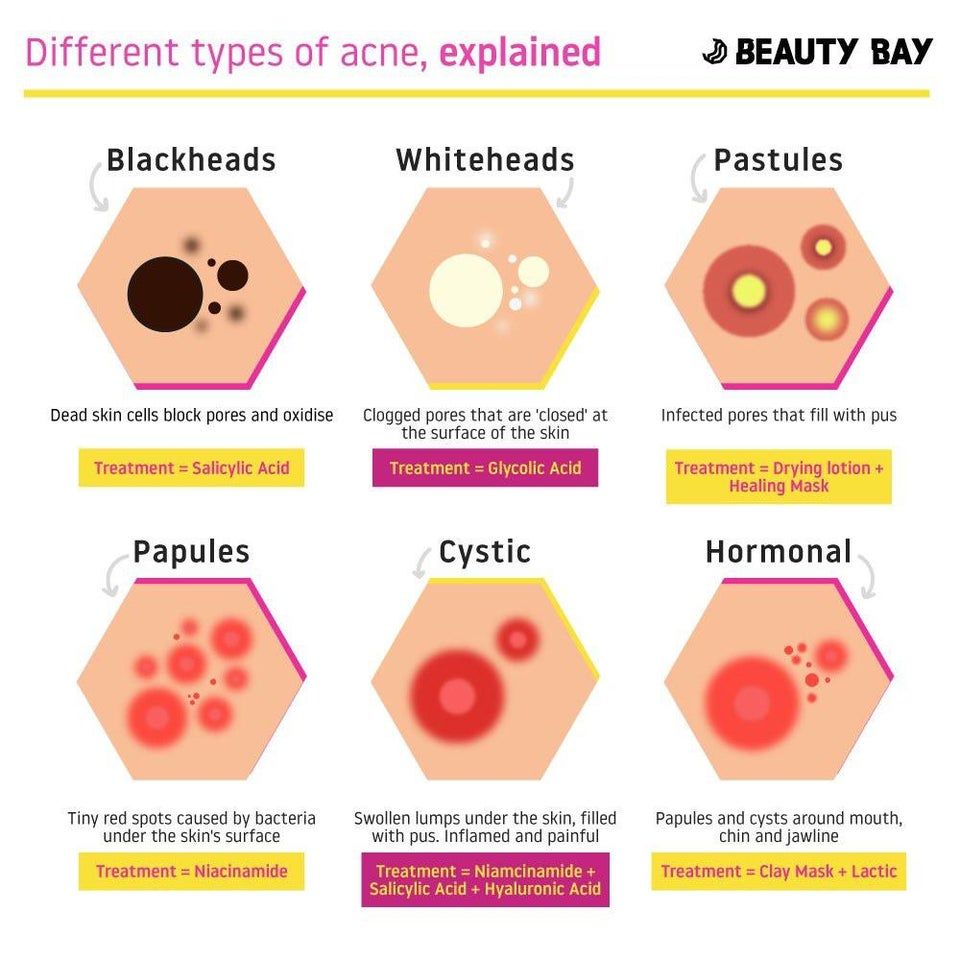 Different types of acne, explained
BEAUTY BAY
Blackheads
Dead skin cells block pores and oxidise
Treatment = Salicylic Acid
Whiteheads
Clogged pores that are 'closed' at
the surface of the skin
Treatment = Glycolic Acid
Pastules
Infected pores that fill with pus
Treatment = Drying lotion +
Healing Mask
Papules
Tiny red spots caused by bacteria
under the skin's surface
Treatment = Niacinamide
Cystic
Swollen lumps under the skin, filled
with pus. Inflamed and painful
Treatment = Niamcinamide +
Salicylic Acid + Hyaluronic Acid
Hormonal
Papules and cysts around mouth,
chin and jawline
Treatment = Clay Mask + Lactic